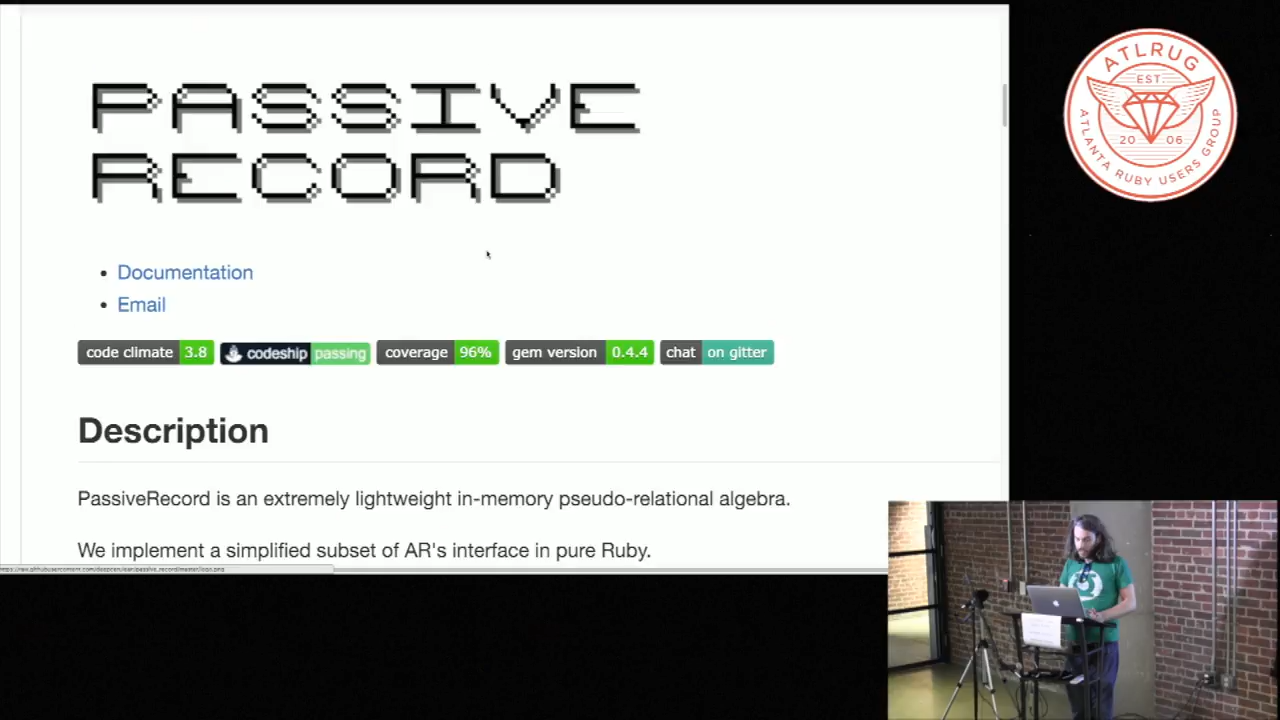 PASSIVE
RECORD
Documentation
Email
code climate 3.8 codeship passing coverage 96% gem version 0.4.4 chat on gitter
Description
PassiveRecord is an extremely lightweight in-memory pseudo-relational algebra.
We implement a simplified subset of AR's interface in pure Ruby.
ATLRUG
EST.
20 06
ATLANTA RUBY USERS GROUP